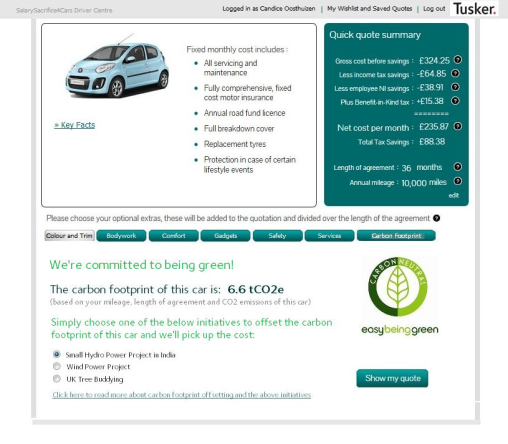 SalarySacrifice4Cars Driver Centre
Logged in as Candice Oosthuizen | My Wishlist and Saved Quotes | Log out
Tusker.
Fixed monthly cost includes :
All servicing and
maintenance
Fully comprehensive, fixed
cost motor insurance
Annual road fund licence
Full breakdown cover
Replacement tyres
Protection in case of certain
lifestyle events
» Key Facts
Quick quote summary
Gross cost before savings : £324.25 ?
Less income tax savings : -£64.85 ?
Less employee NI savings : -£38.91 ?
Plus Benefit-in-Kind tax : +£15.38 ?
========
Net cost per month : £235.87 ?
Total Tax Savings : £88.38
Length of agreement : 36 months ?
Annual mileage : 10,000 miles ?
edit
Please choose your optional extras, these will be added to the quotation and divided over the length of the agreement ?
Colour and Trim Bodywork Comfort Gadgets Safety Services Carbon Footprint
We're committed to being green!
The carbon footprint of this car is: 6.6 tCO2e
(based on your mileage, length of agreement and CO2 emissions of this car)
Simply choose one of the below initiatives to offset the carbon
footprint of this car and we'll pick up the cost:
Small Hydro Power Project in India
Wind Power Project
UK Tree Buddying
Click here to read more about carbon footprint offsetting and the above initiatives
CARBON NEUTRAL
easybeinggreen
Show my quote